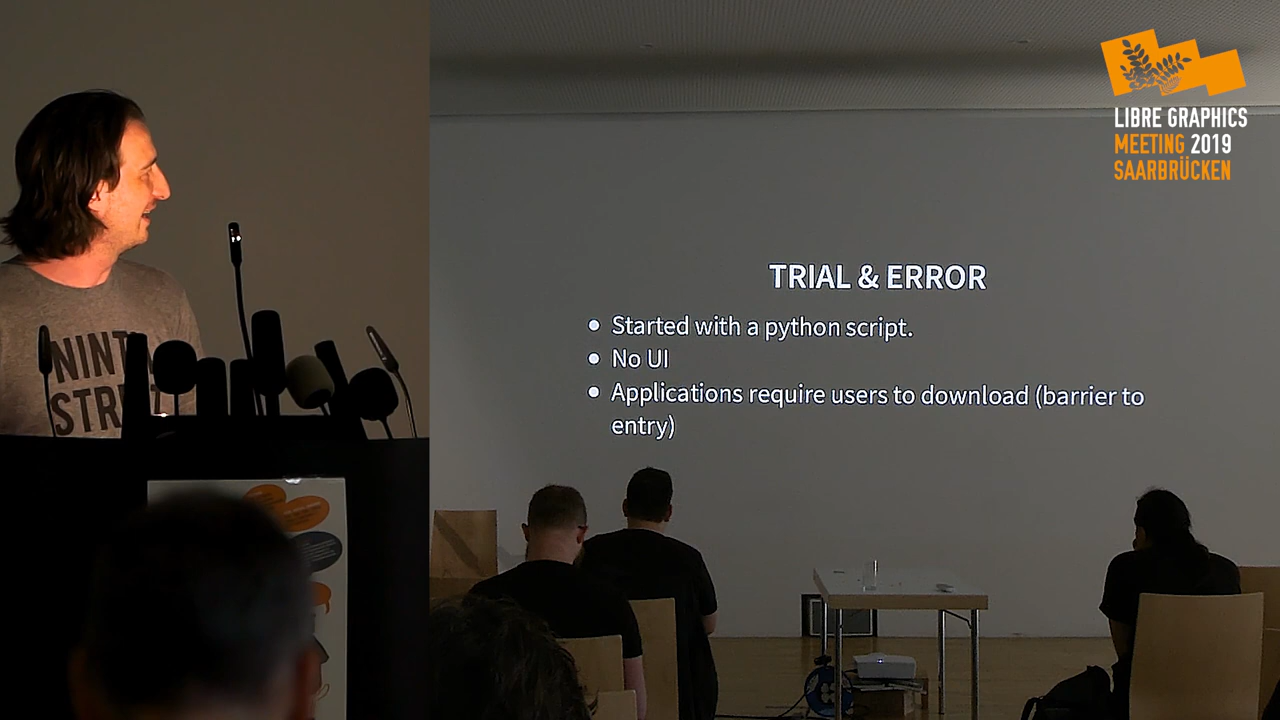 LIBRE GRAPHICS
MEETING 2019
SAARBRÜCKEN
TRIAL & ERROR
Started with a python script.
No UI
Applications require users to download (barrier to
entry)